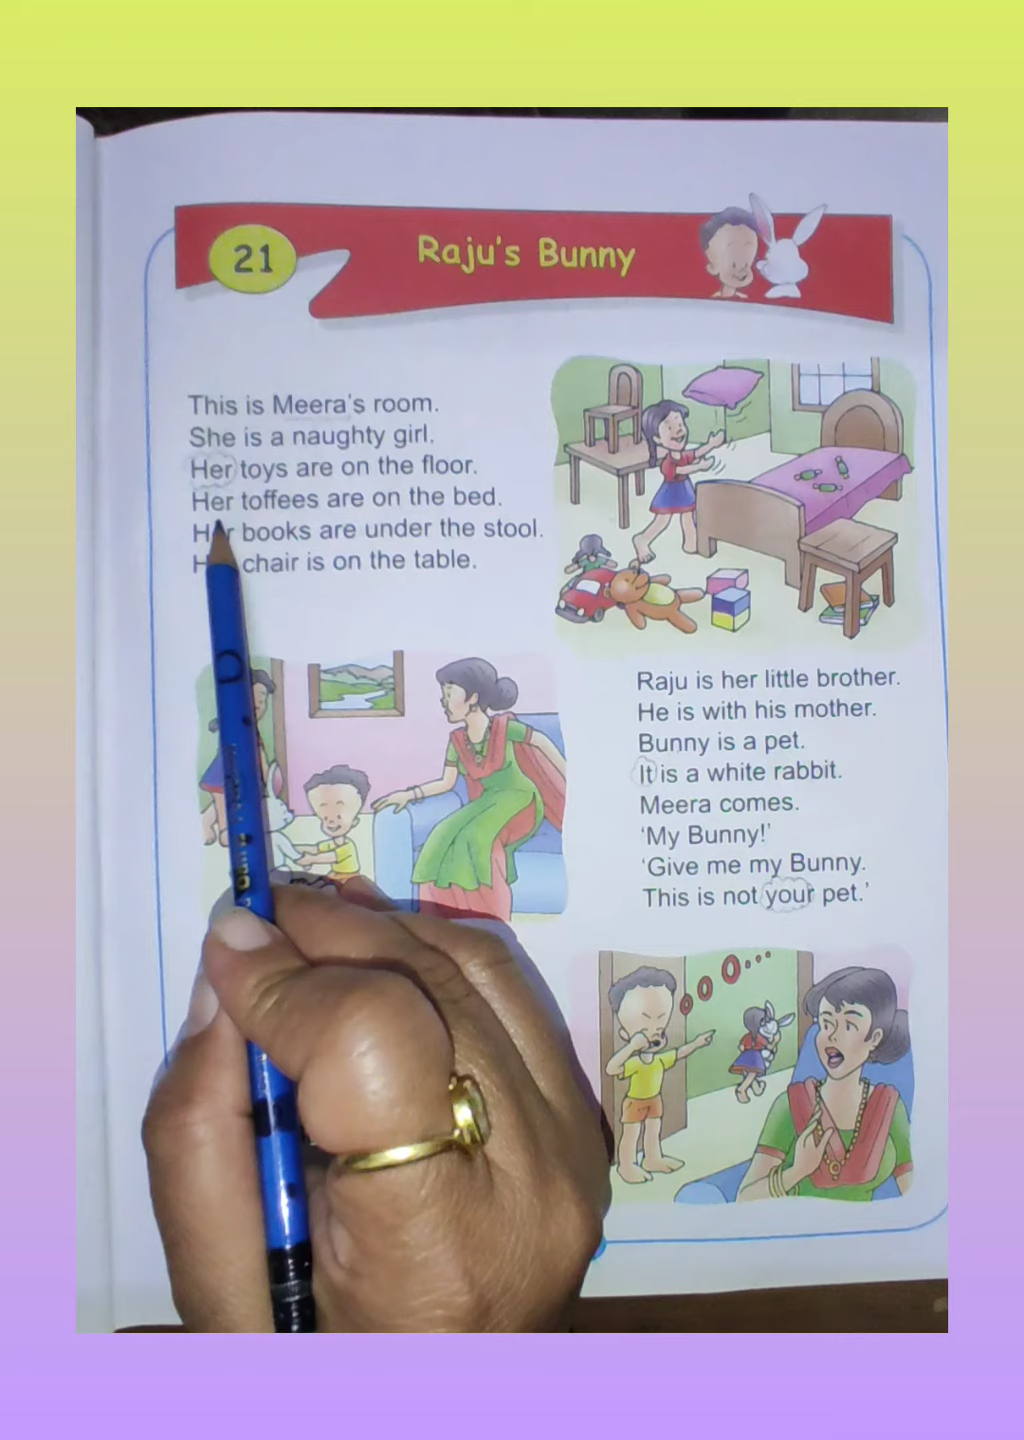 21
Raju's Bunny
This is Meera's room.
She is a naughty girl.
Her toys are on the floor.
Her toffees are on the bed.
Her books are under the stool.
chair is on the table.
Raju is her little brother.
He is with his mother.
Bunny is a pet.
It is a white rabbit.
Meera comes.
'My Bunny!'
'Give me my Bunny.
This is not your pet.'